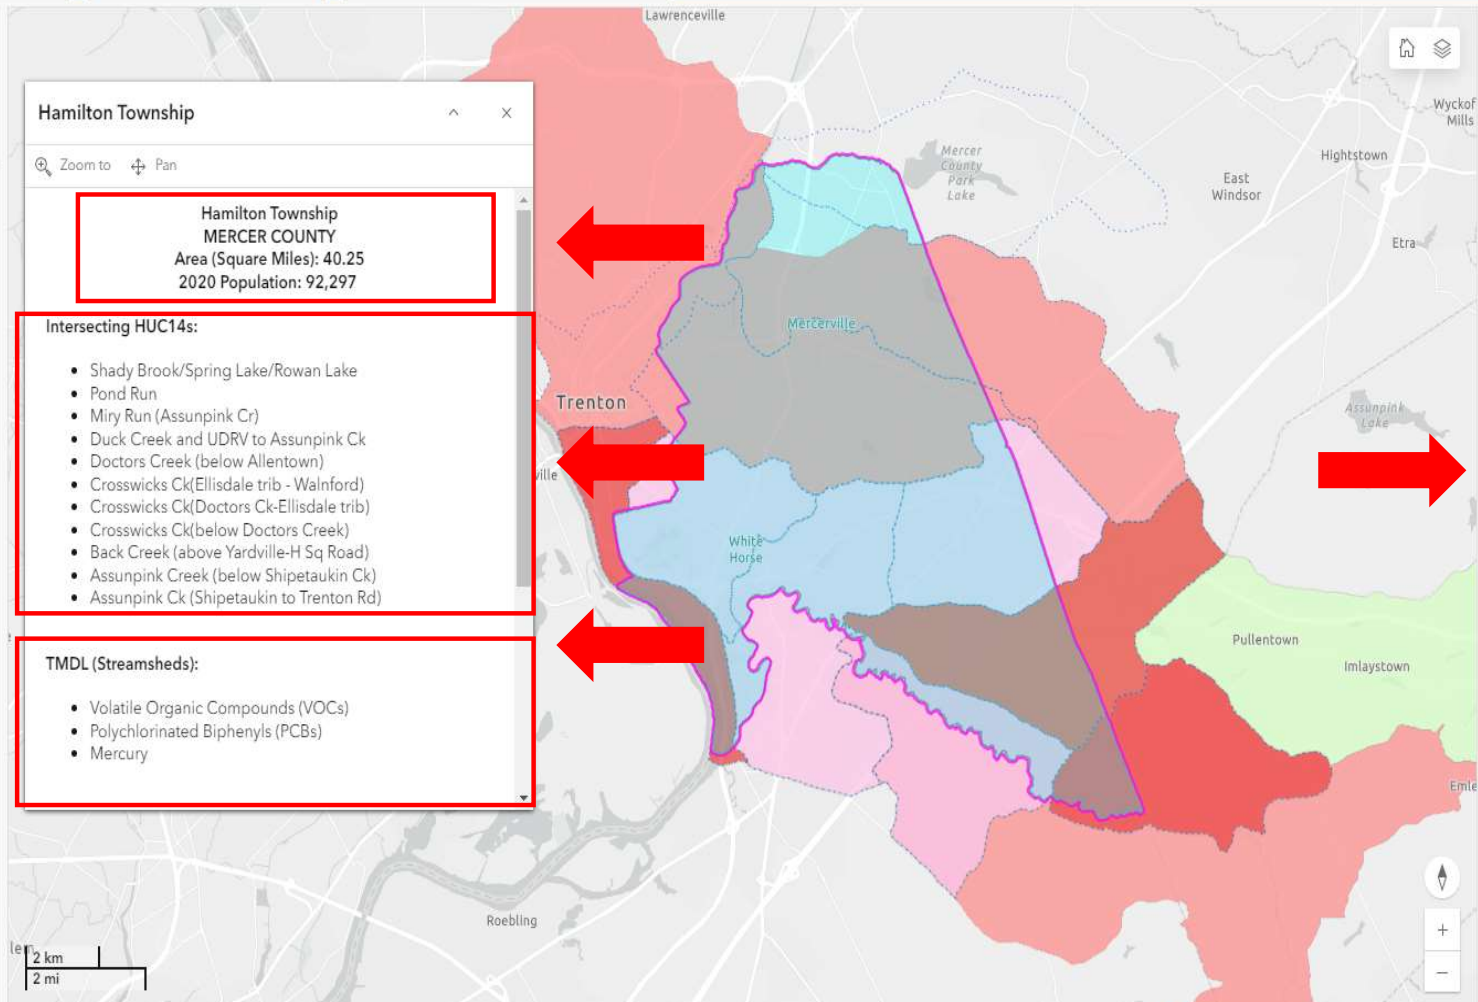 Lawrenceville
Hamilton Township
Zoom to
Pan
Hamilton Township
MERCER COUNTY
Area (Square Miles): 40.25
2020 Population: 92,297
Intersecting HUC14s:
Shady Brook/Spring Lake/Rowan Lake
Pond Run
Miry Run (Assunpink Cr)
Duck Creek and UDRV to Assunpink Ck
Doctors Creek (below Allentown)
Crosswicks Ck(Ellisdale trib - Walnford)
Crosswicks Ck(Doctors Ck-Ellisdale trib)
Crosswicks Ck(below Doctors Creek)
Back Creek (above Yardville-H Sq Road)
Assunpink Creek (below Shipetaukin Ck)
Assunpink Ck (Shipetaukin to Trenton Rd)
TMDL (Streamsheds):
Volatile Organic Compounds (VOCs)
Polychlorinated Biphenyls (PCBs)
Mercury
Wyckof
Mills
Mercer
County
Park
Lake
Hightstown
East
Windsor
Etra
Mercerville
Trenton
Assunpink
Lake
ville
White
Horse
Pullentown
Imlaystown
Emle
Roebling
lem
2 km
2 mi
+
−